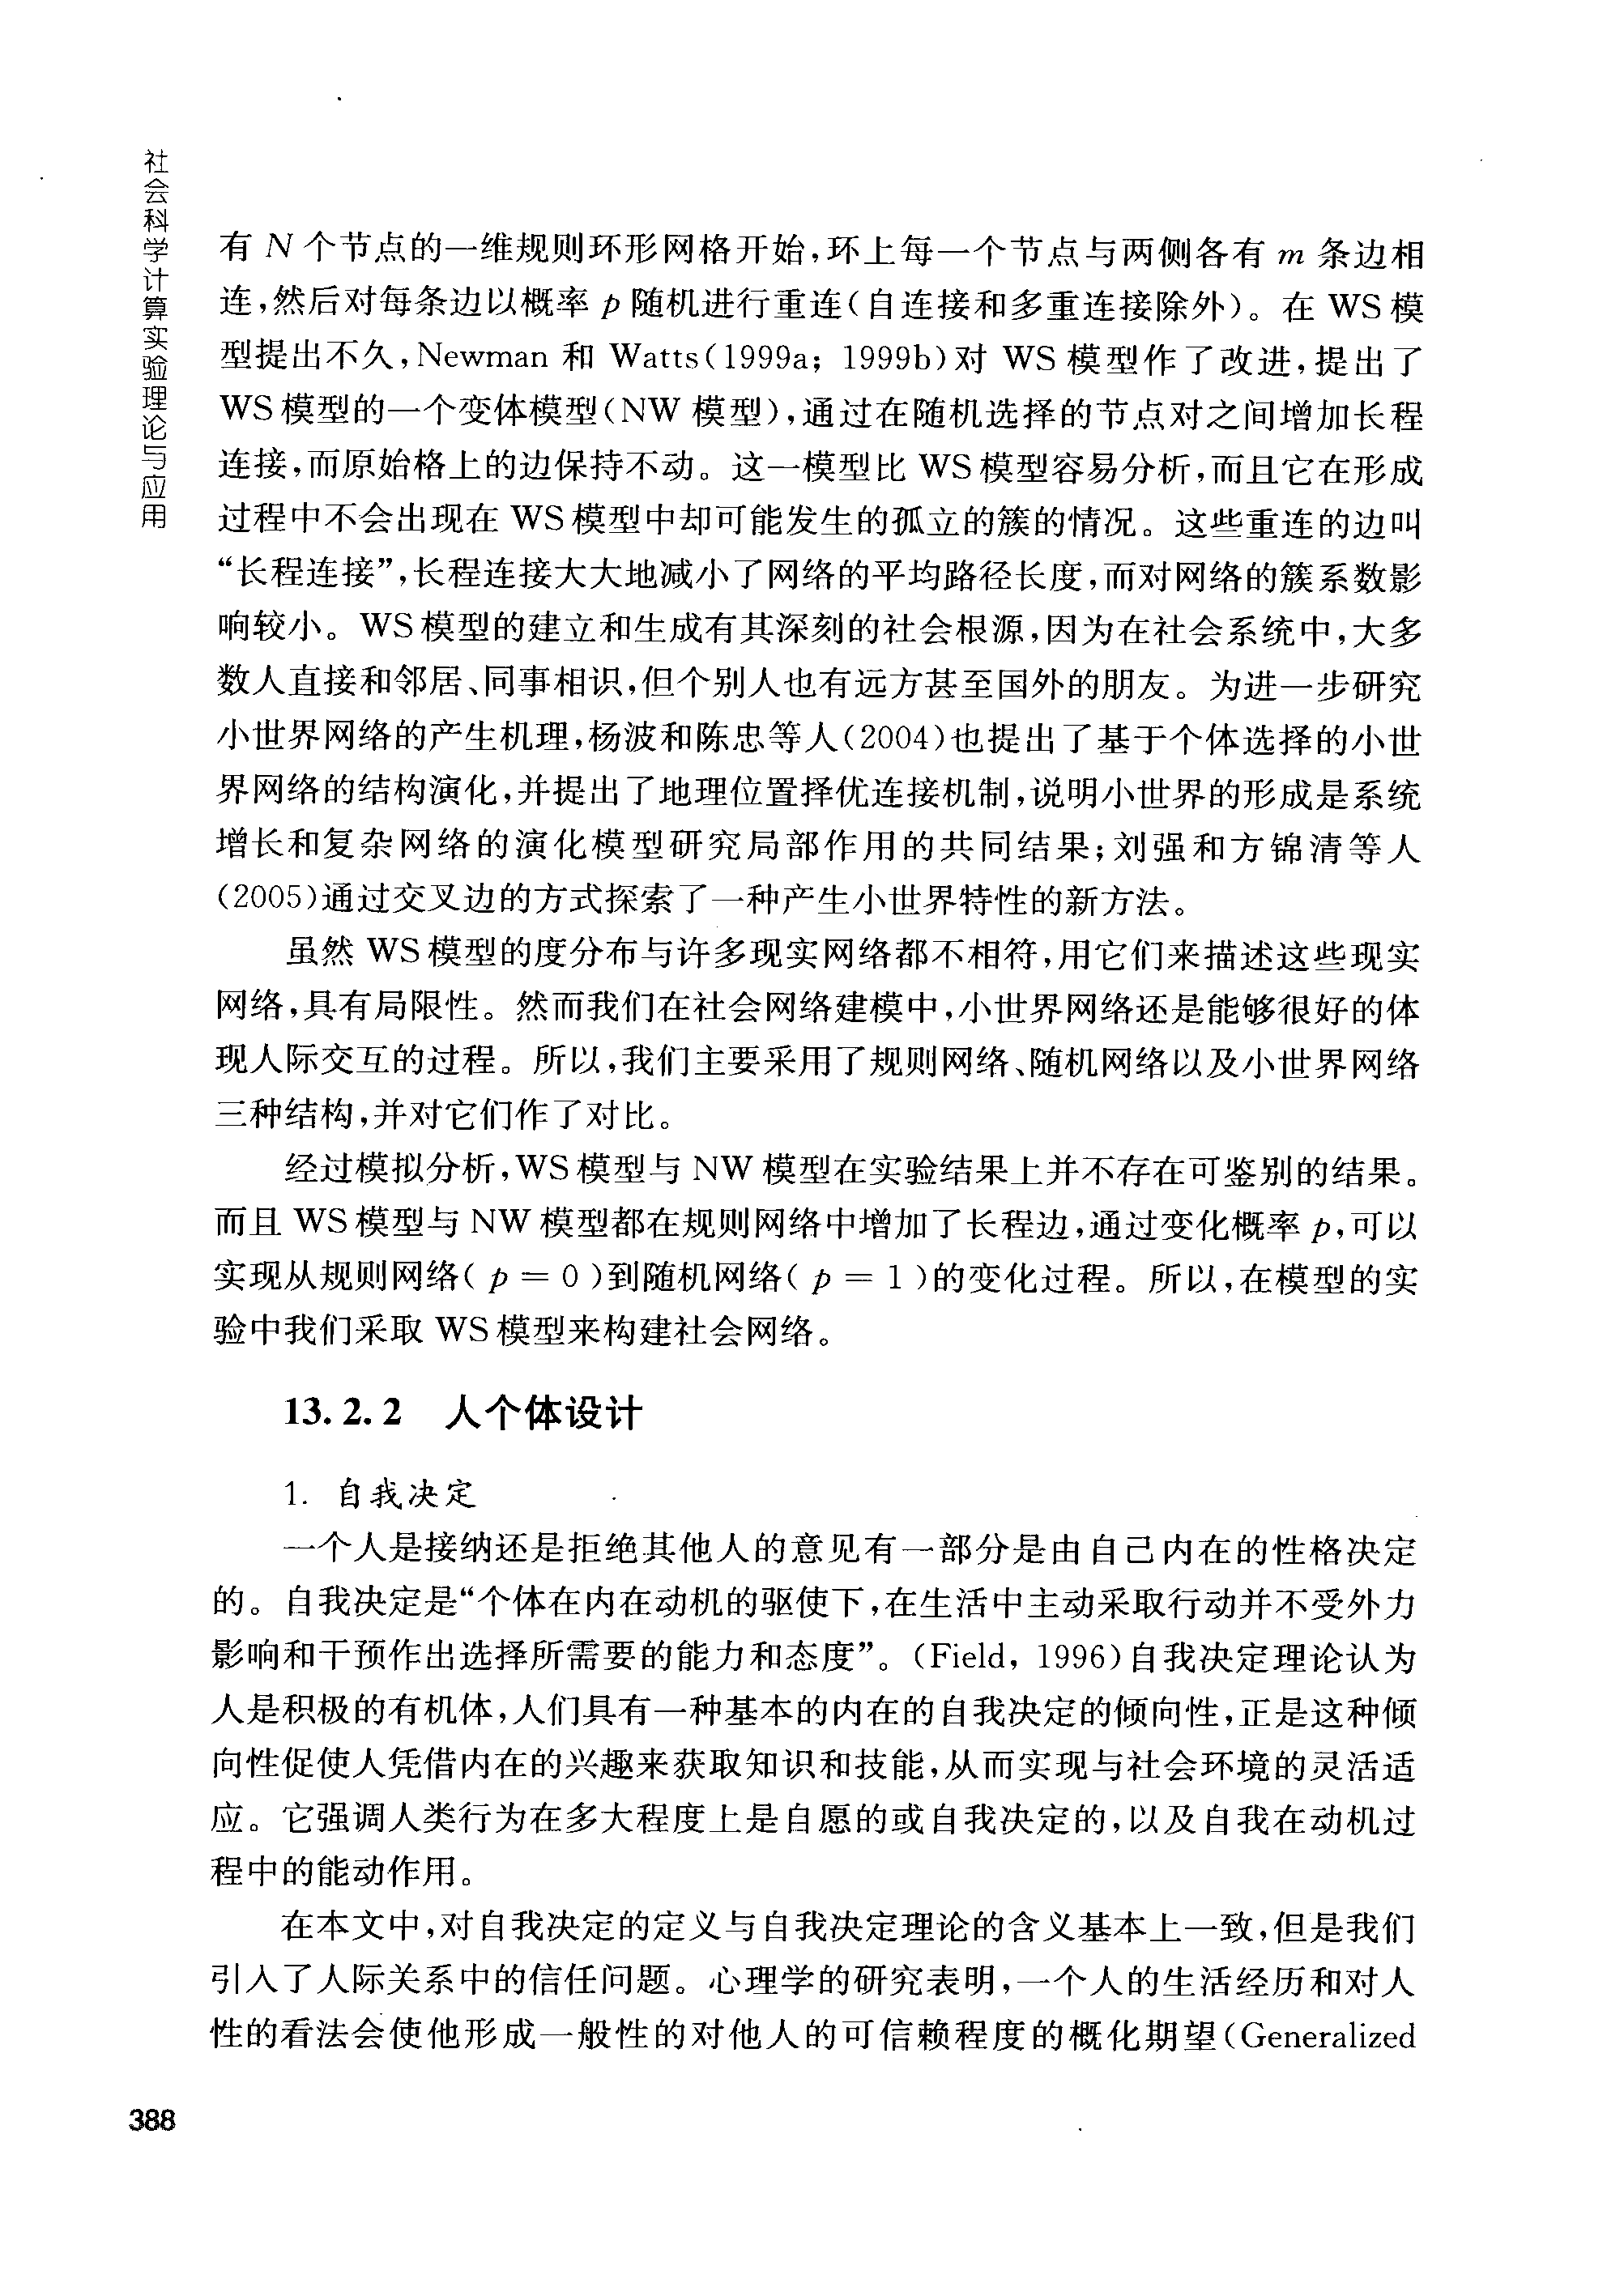 社会科学计算实验理论与应用
有 N 个节点的一维规则环形网格开始,环上每一个节点与两侧各有 m 条边相
连,然后对每条边以概率 p 随机进行重连(自连接和多重连接除外)。在 WS 模
型提出不久,Newman 和 Watts(1999a; 1999b)对 WS 模型作了改进,提出了
WS 模型的一个变体模型(NW 模型),通过在随机选择的节点对之间增加长程
连接,而原始格上的边保持不动。这一模型比 WS 模型容易分析,而且它在形成
过程中不会出现在 WS 模型中却可能发生的孤立的簇的情况。这些重连的边叫
“长程连接”,长程连接大大地减小了网络的平均路径长度,而对网络的簇系数影
响较小。WS 模型的建立和生成有其深刻的社会根源,因为在社会系统中,大多
数人直接和邻居、同事相识,但个别人也有远方甚至国外的朋友。为进一步研究
小世界网络的产生机理,杨波和陈忠等人(2004)也提出了基于个体选择的小世
界网络的结构演化,并提出了地理位置择优连接机制,说明小世界的形成是系统
增长和复杂网络的演化模型研究局部作用的共同结果;刘强和方锦清等人
(2005)通过交叉边的方式探索了一种产生小世界特性的新方法。
虽然 WS 模型的度分布与许多现实网络都不相符,用它们来描述这些现实
网络,具有局限性。然而我们在社会网络建模中,小世界网络还是能够很好的体
现人际交互的过程。所以,我们主要采用了规则网络、随机网络以及小世界网络
三种结构,并对它们作了对比。
经过模拟分析,WS 模型与 NW 模型在实验结果上并不存在可鉴别的结果。
而且 WS 模型与 NW 模型都在规则网络中增加了长程边,通过变化概率 p,可以
实现从规则网络( p = 0 )到随机网络( p = 1 )的变化过程。所以,在模型的实
验中我们采取 WS 模型来构建社会网络。
13.2.2 人个体设计
1. 自我决定
一个人是接纳还是拒绝其他人的意见有一部分是由自己内在的性格决定
的。自我决定是“个体在内在动机的驱使下,在生活中主动采取行动并不受外力
影响和干预作出选择所需要的能力和态度”。(Field, 1996)自我决定理论认为
人是积极的有机体,人们具有一种基本的内在的自我决定的倾向性,正是这种倾
向性促使人凭借内在的兴趣来获取知识和技能,从而实现与社会环境的灵活适
应。它强调人类行为在多大程度上是自愿的或自我决定的,以及自我在动机过
程中的能动作用。
在本文中,对自我决定的定义与自我决定理论的含义基本上一致,但是我们
引入了人际关系中的信任问题。心理学的研究表明,一个人的生活经历和对人
性的看法会使他形成一般性的对他人的可信赖程度的概化期望(Generalized
388